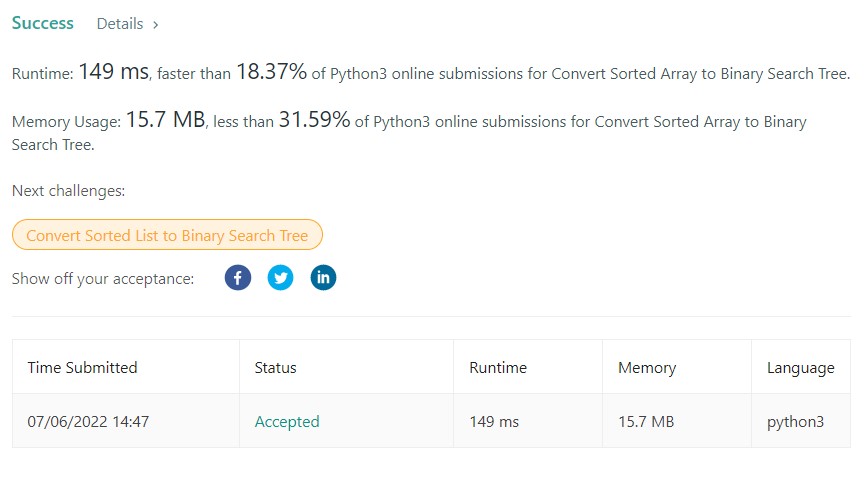 Success Details >
Runtime: 149 ms, faster than 18.37% of Python3 online submissions for Convert Sorted Array to Binary Search Tree.
Memory Usage: 15.7 MB, less than 31.59% of Python3 online submissions for Convert Sorted Array to Binary
Search Tree.
Next challenges:
Convert Sorted List to Binary Search Tree
Show off your acceptance: f in
Time Submitted Status Runtime Memory Language
07/06/2022 14:47 Accepted 149 ms 15.7 MB python3